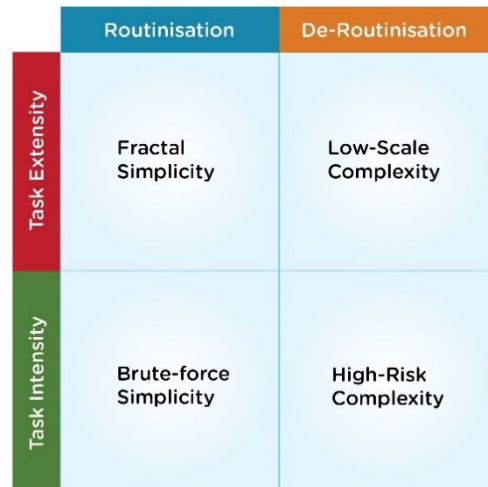 Routinisation
De-Routinisation
Task Extensity
Fractal
Simplicity
Low-Scale
Complexity
Task Intensity
Brute-force
Simplicity
High-Risk
Complexity